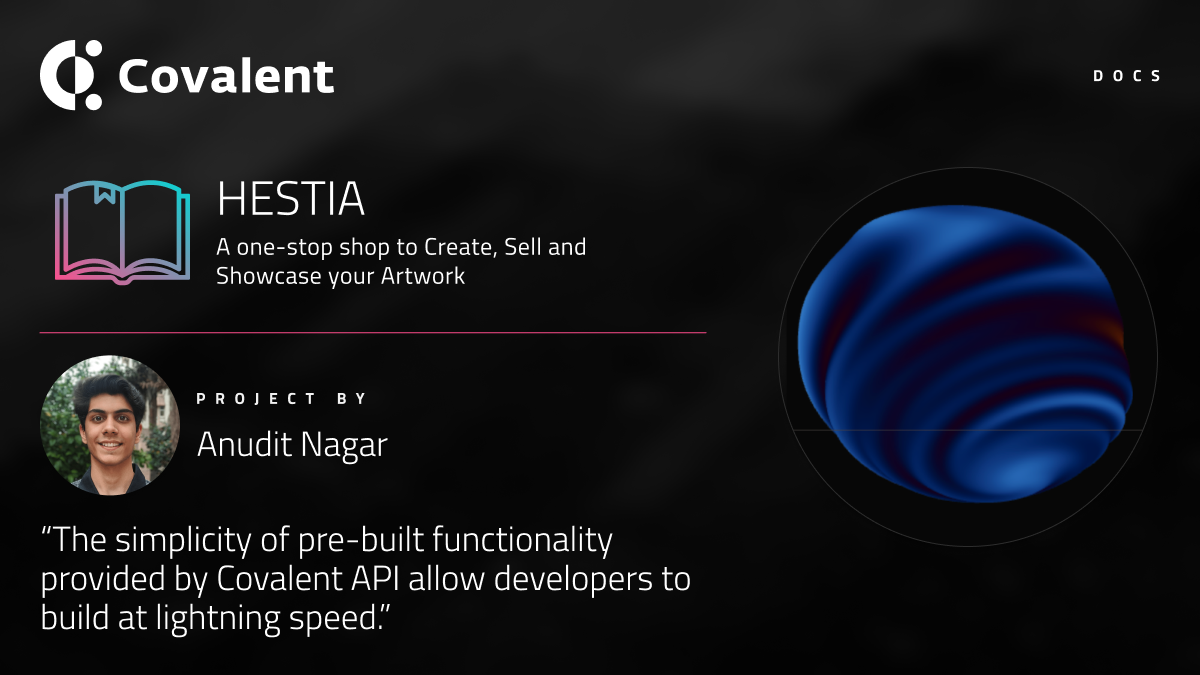 Covalent
DOCS
HESTIA
A one-stop shop to Create, Sell and
Showcase your Artwork
PROJECT BY
Anudit Nagar
“The simplicity of pre-built functionality
provided by Covalent API allow developers to
build at lightning speed.”